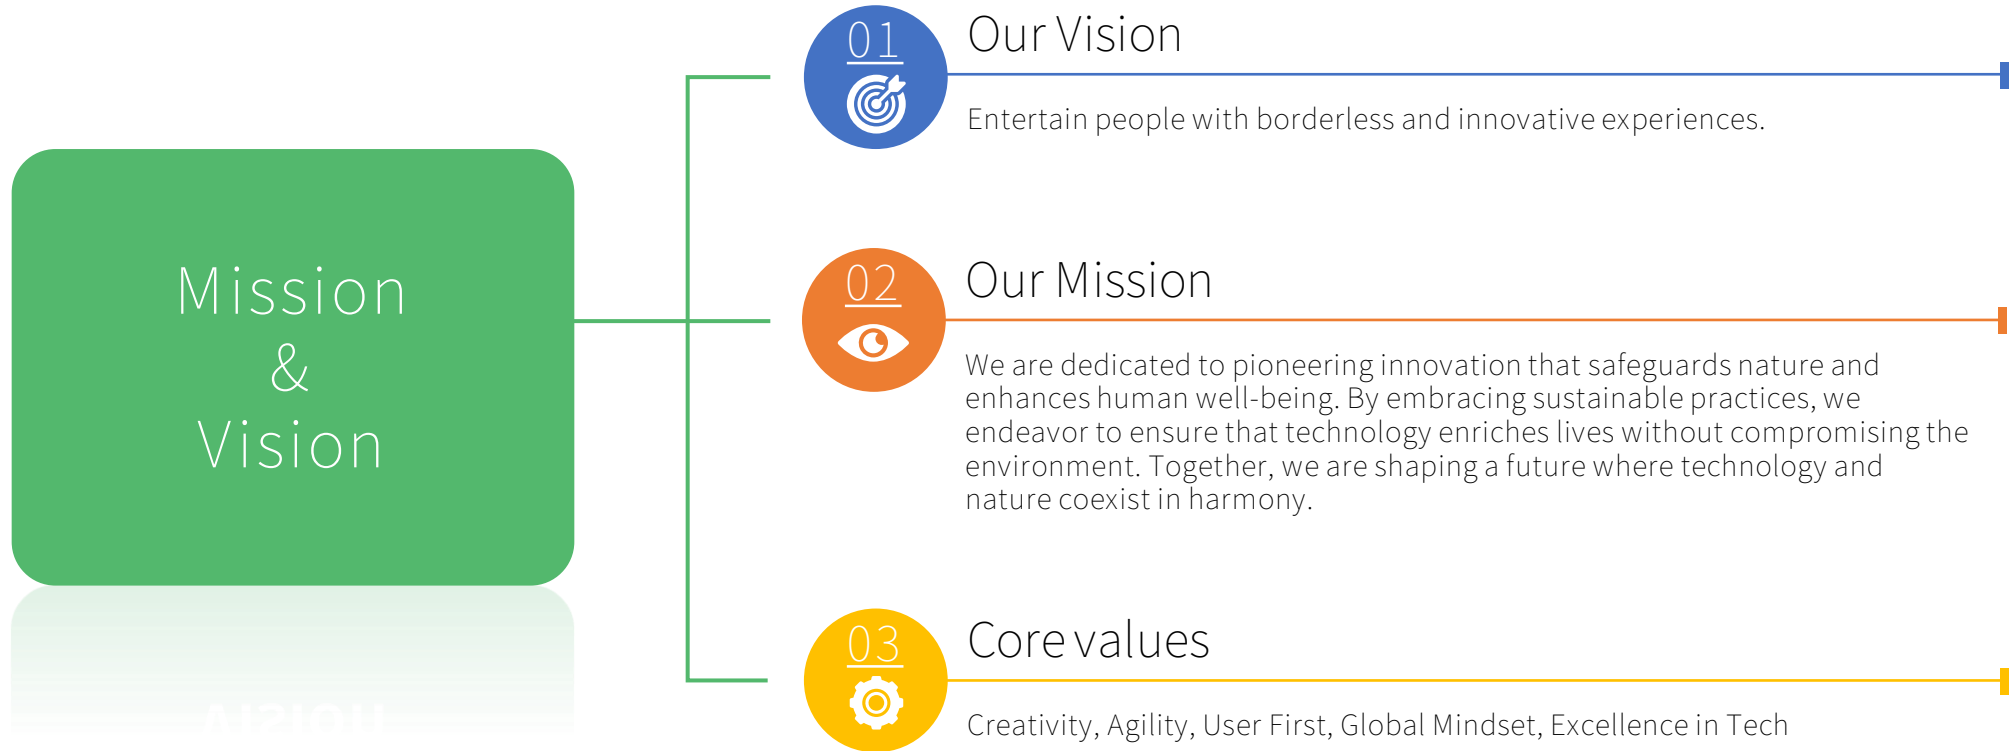 Mission
&
Vision
01
Our Vision
Entertain people with borderless and innovative experiences.
02
Our Mission
We are dedicated to pioneering innovation that safeguards nature and
enhances human well-being. By embracing sustainable practices, we
endeavor to ensure that technology enriches lives without compromising the
environment. Together, we are shaping a future where technology and
nature coexist in harmony.
03
Core values
Creativity, Agility, User First, Global Mindset, Excellence in Tech